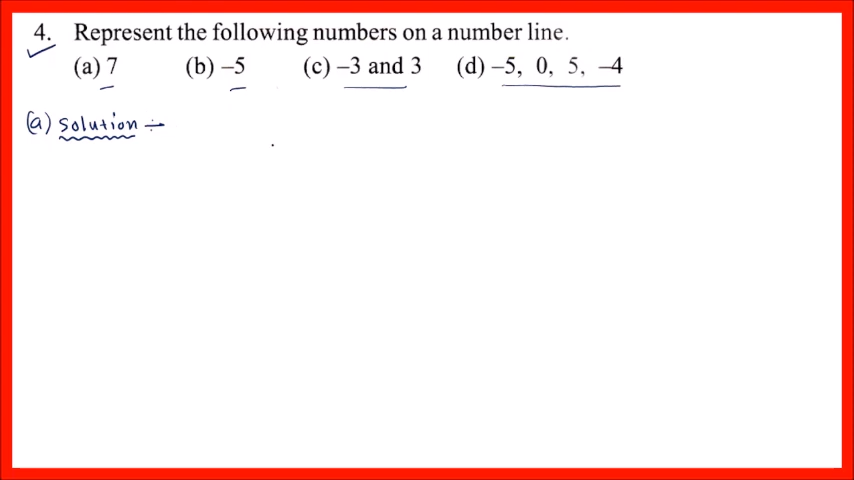 4. Represent the following numbers on a number line.
(a) 7 (b) –5 (c) –3 and 3 (d) –5, 0, 5, –4
(a) Solution ÷